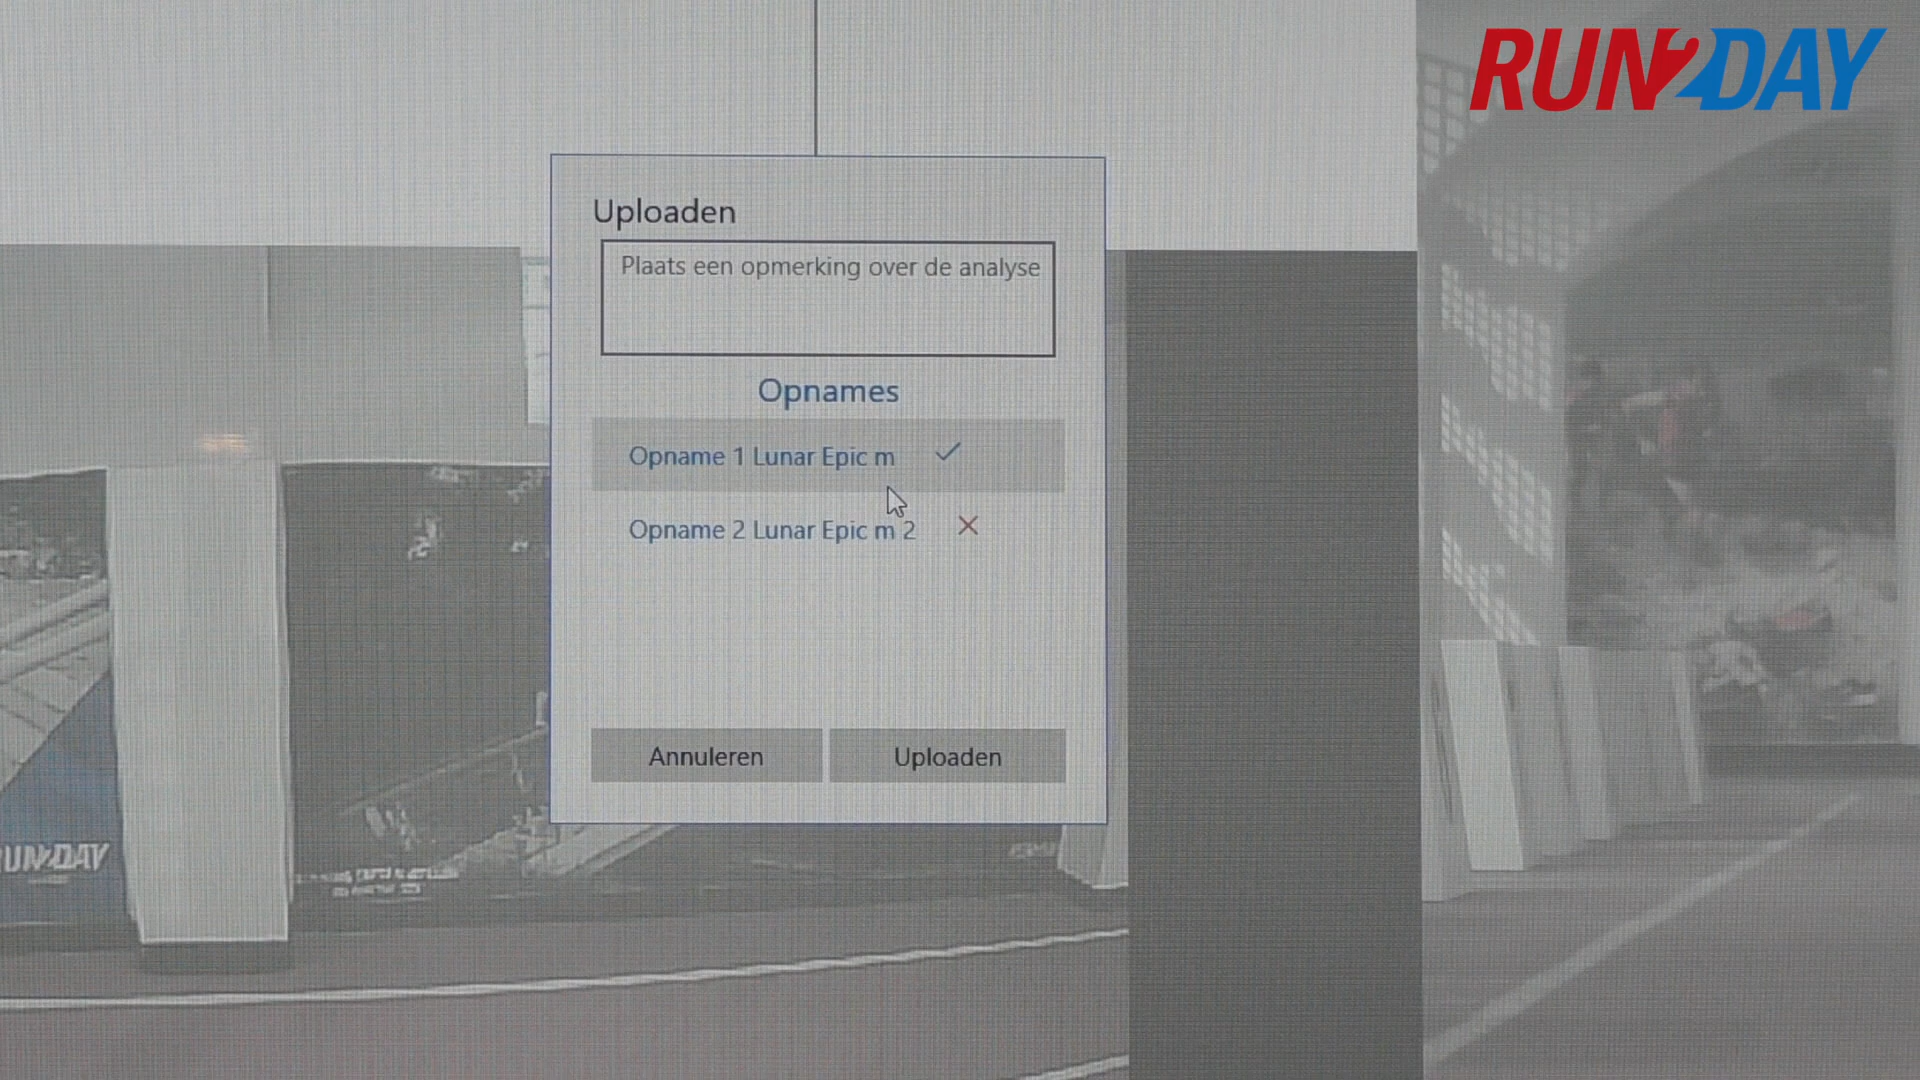 RUN2DAY
Uploaden
Plaats een opmerking over de analyse
Opnames
Opname 1 Lunar Epic m
Opname 2 Lunar Epic m 2
Annuleren
Uploaden
UN2DAY